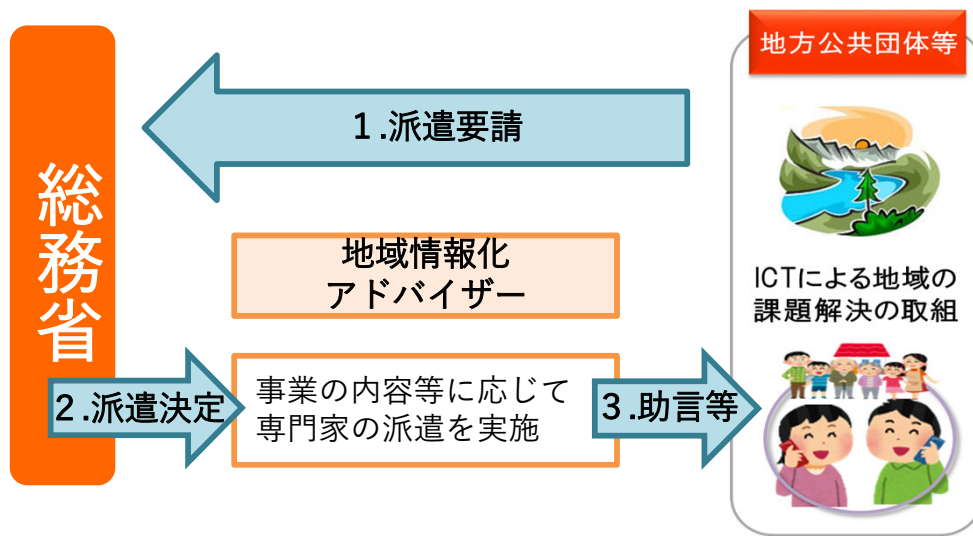 地方公共団体等
１.派遣要請
総務省
地域情報化
アドバイザー
ICTによる地域の
課題解決の取組
２.派遣決定
事業の内容等に応じて
専門家の派遣を実施
３.助言等